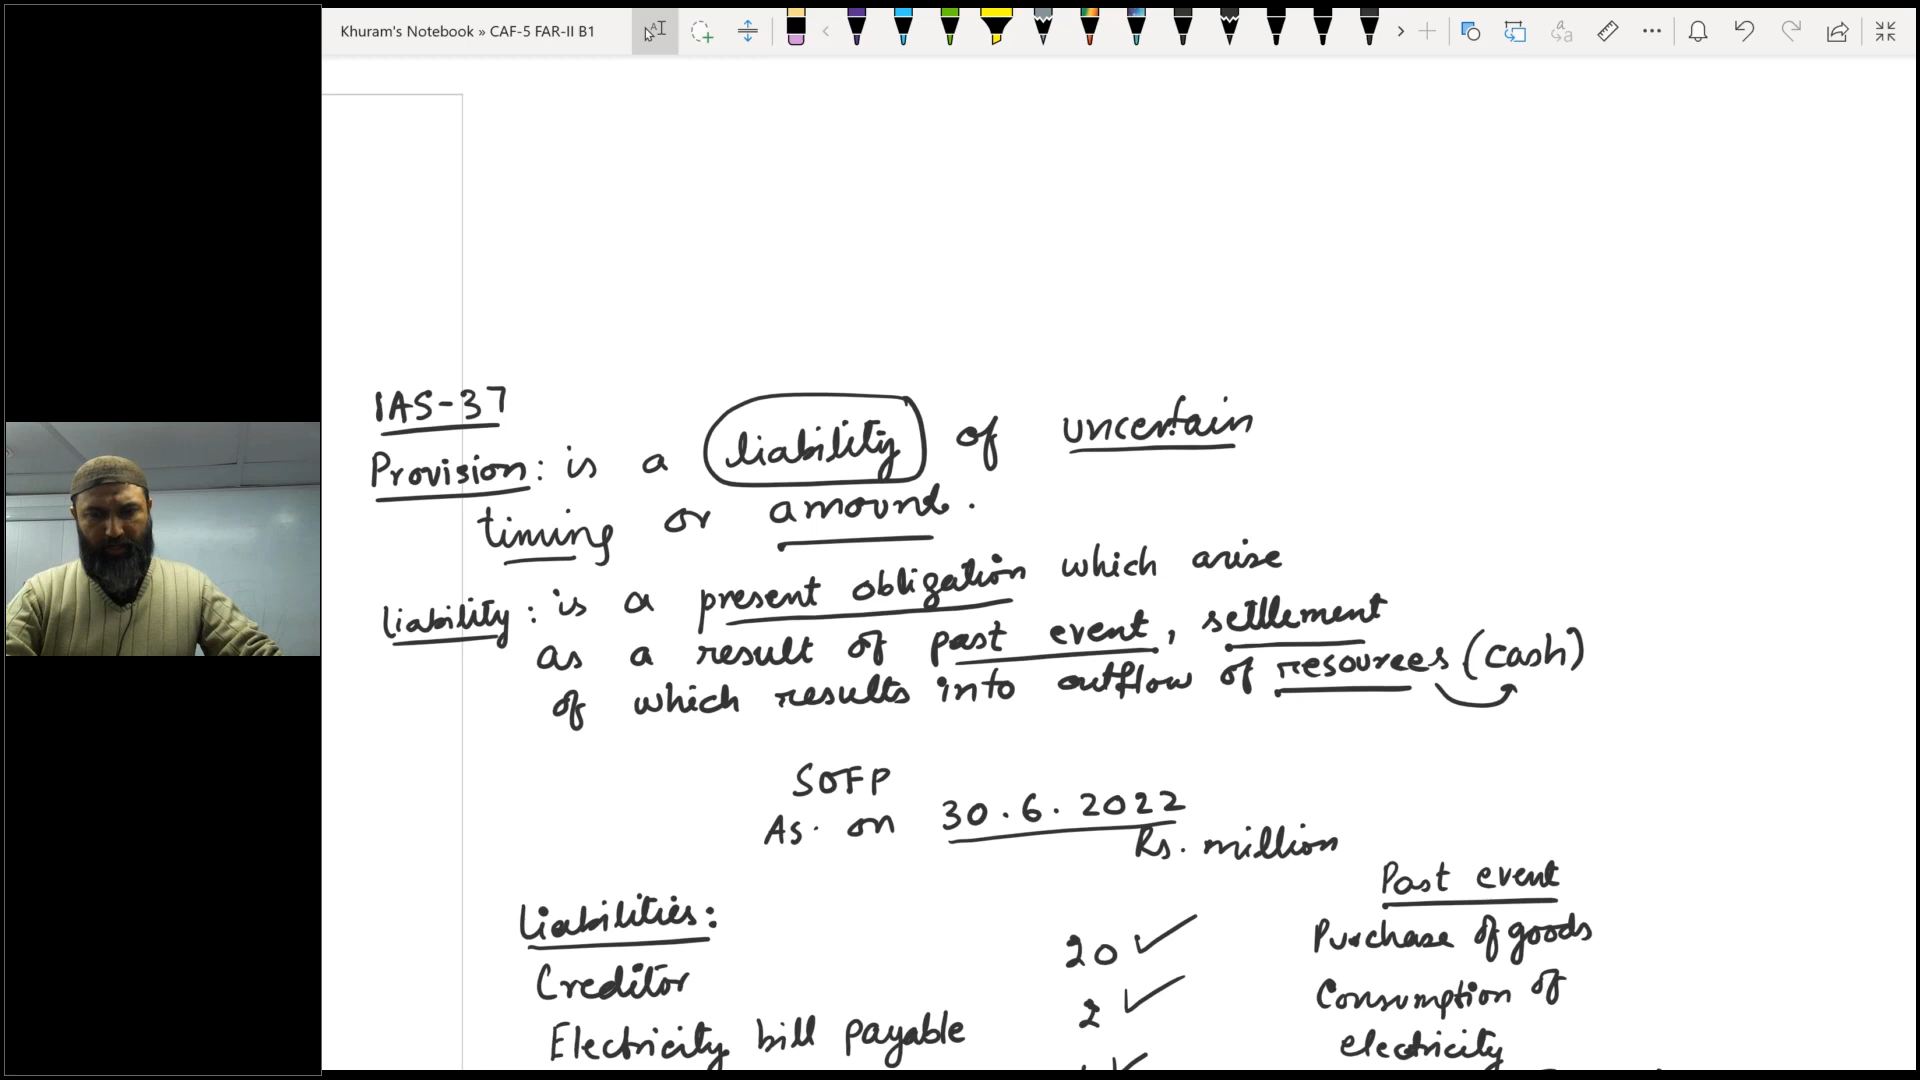 Khuram's Notebook » CAF-5 FAR-II B1
IAS-37
Provision: is a liability of uncertain
timing or amount.
liability: is a present obligation which arise
as a result of past event, settlement
of which results into outflow of resources (cash)
SOFP
As. on 30.6.2022
Rs. million
Past event
Liabilities:
Creditor 20 ✓ Purchase of goods
Electricity bill payable 2 ✓ Consumption of
electricity